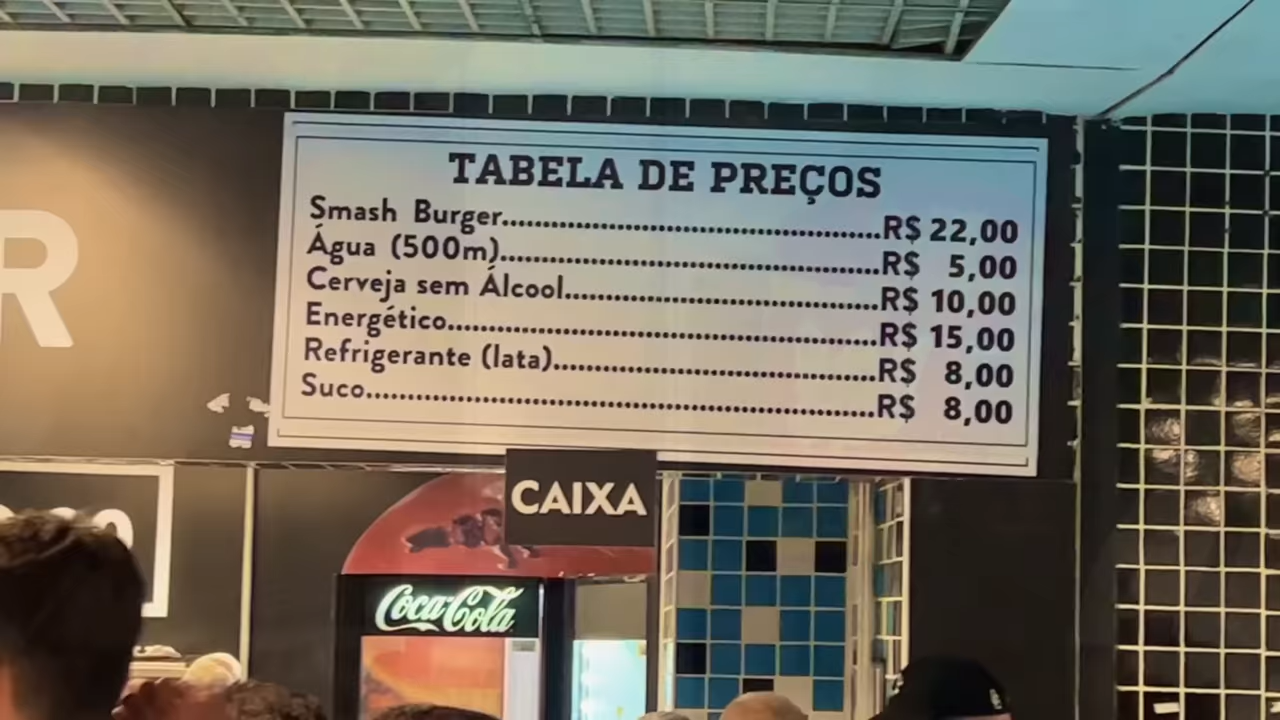 TABELA DE PREÇOS
Smash Burger......................................................R$ 22,00
Água (500m)......................................................R$ 5,00
Cerveja sem Álcool.............................................R$ 10,00
Energético.............................................................R$ 15,00
Refrigerante (lata)..............................................R$ 8,00
Suco........................................................................R$ 8,00
R
CAIXA
Coca-Cola